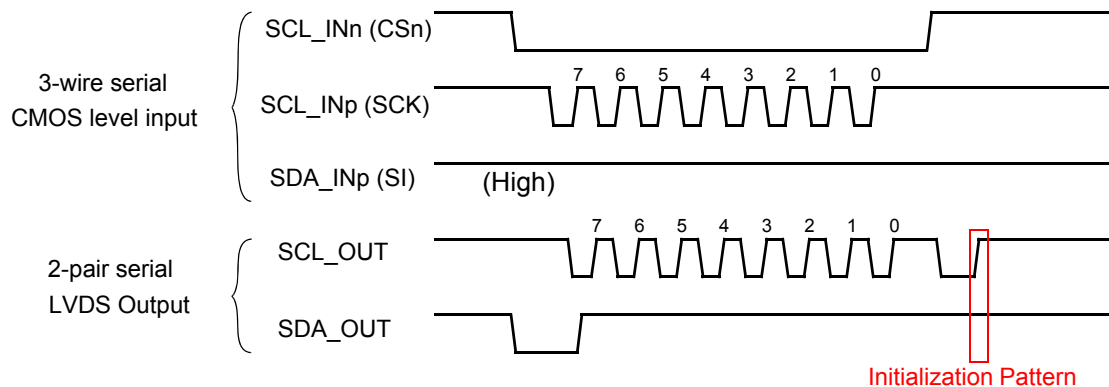 SCL_INn (CSn)
7 6 5 4 3 2 1 0
3-wire serial
CMOS level input
SCL_INp (SCK)
SDA_INp (SI)
(High)
7 6 5 4 3 2 1 0
SCL_OUT
2-pair serial
LVDS Output
SDA_OUT
Initialization Pattern